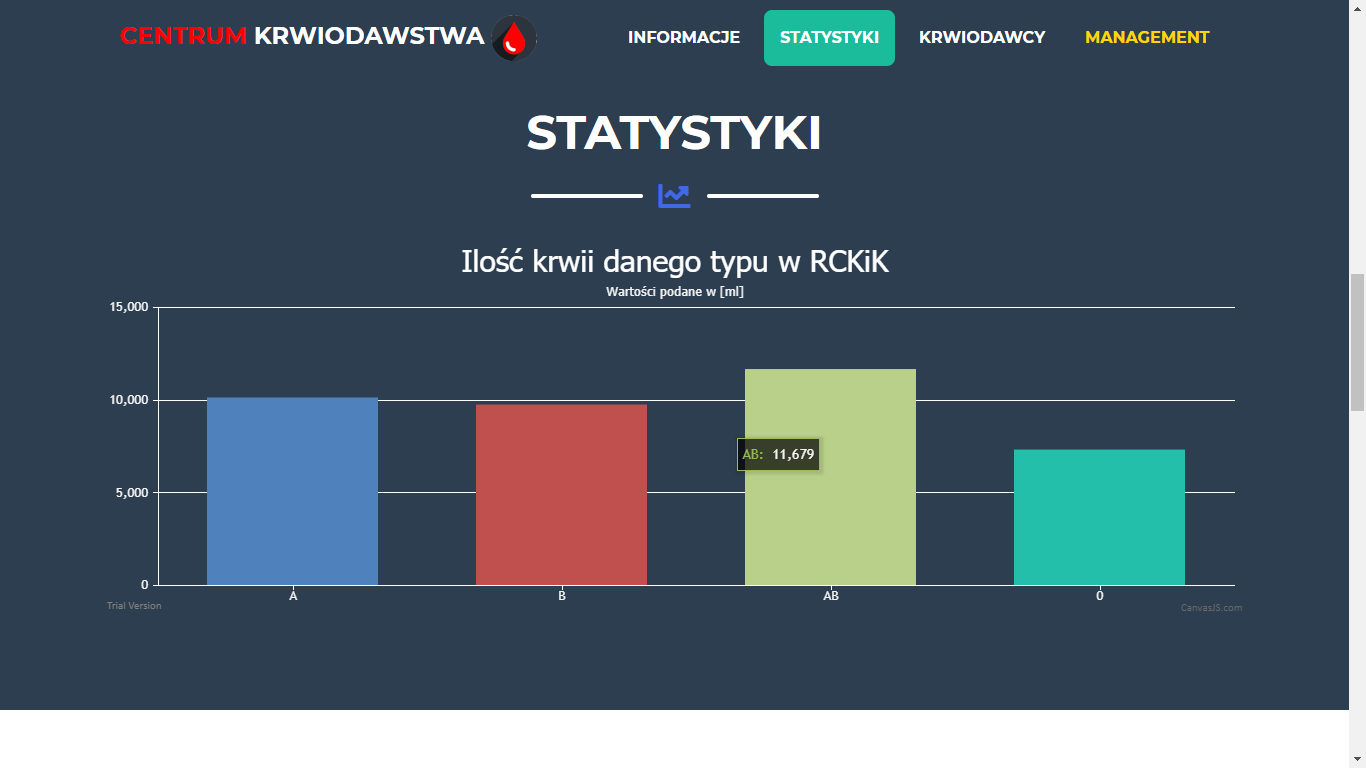 CENTRUM KRWIODAWSTWA
INFORMACJE
STATYSTYKI
KRWIODAWCY
MANAGEMENT
STATYSTYKI
Ilość krwii danego typu w RCKiK
Wartości podane w [ml]
15,000
10,000
5,000
0
AB: 11,679
A
B
AB
0
Trial Version
CanvasJS.com